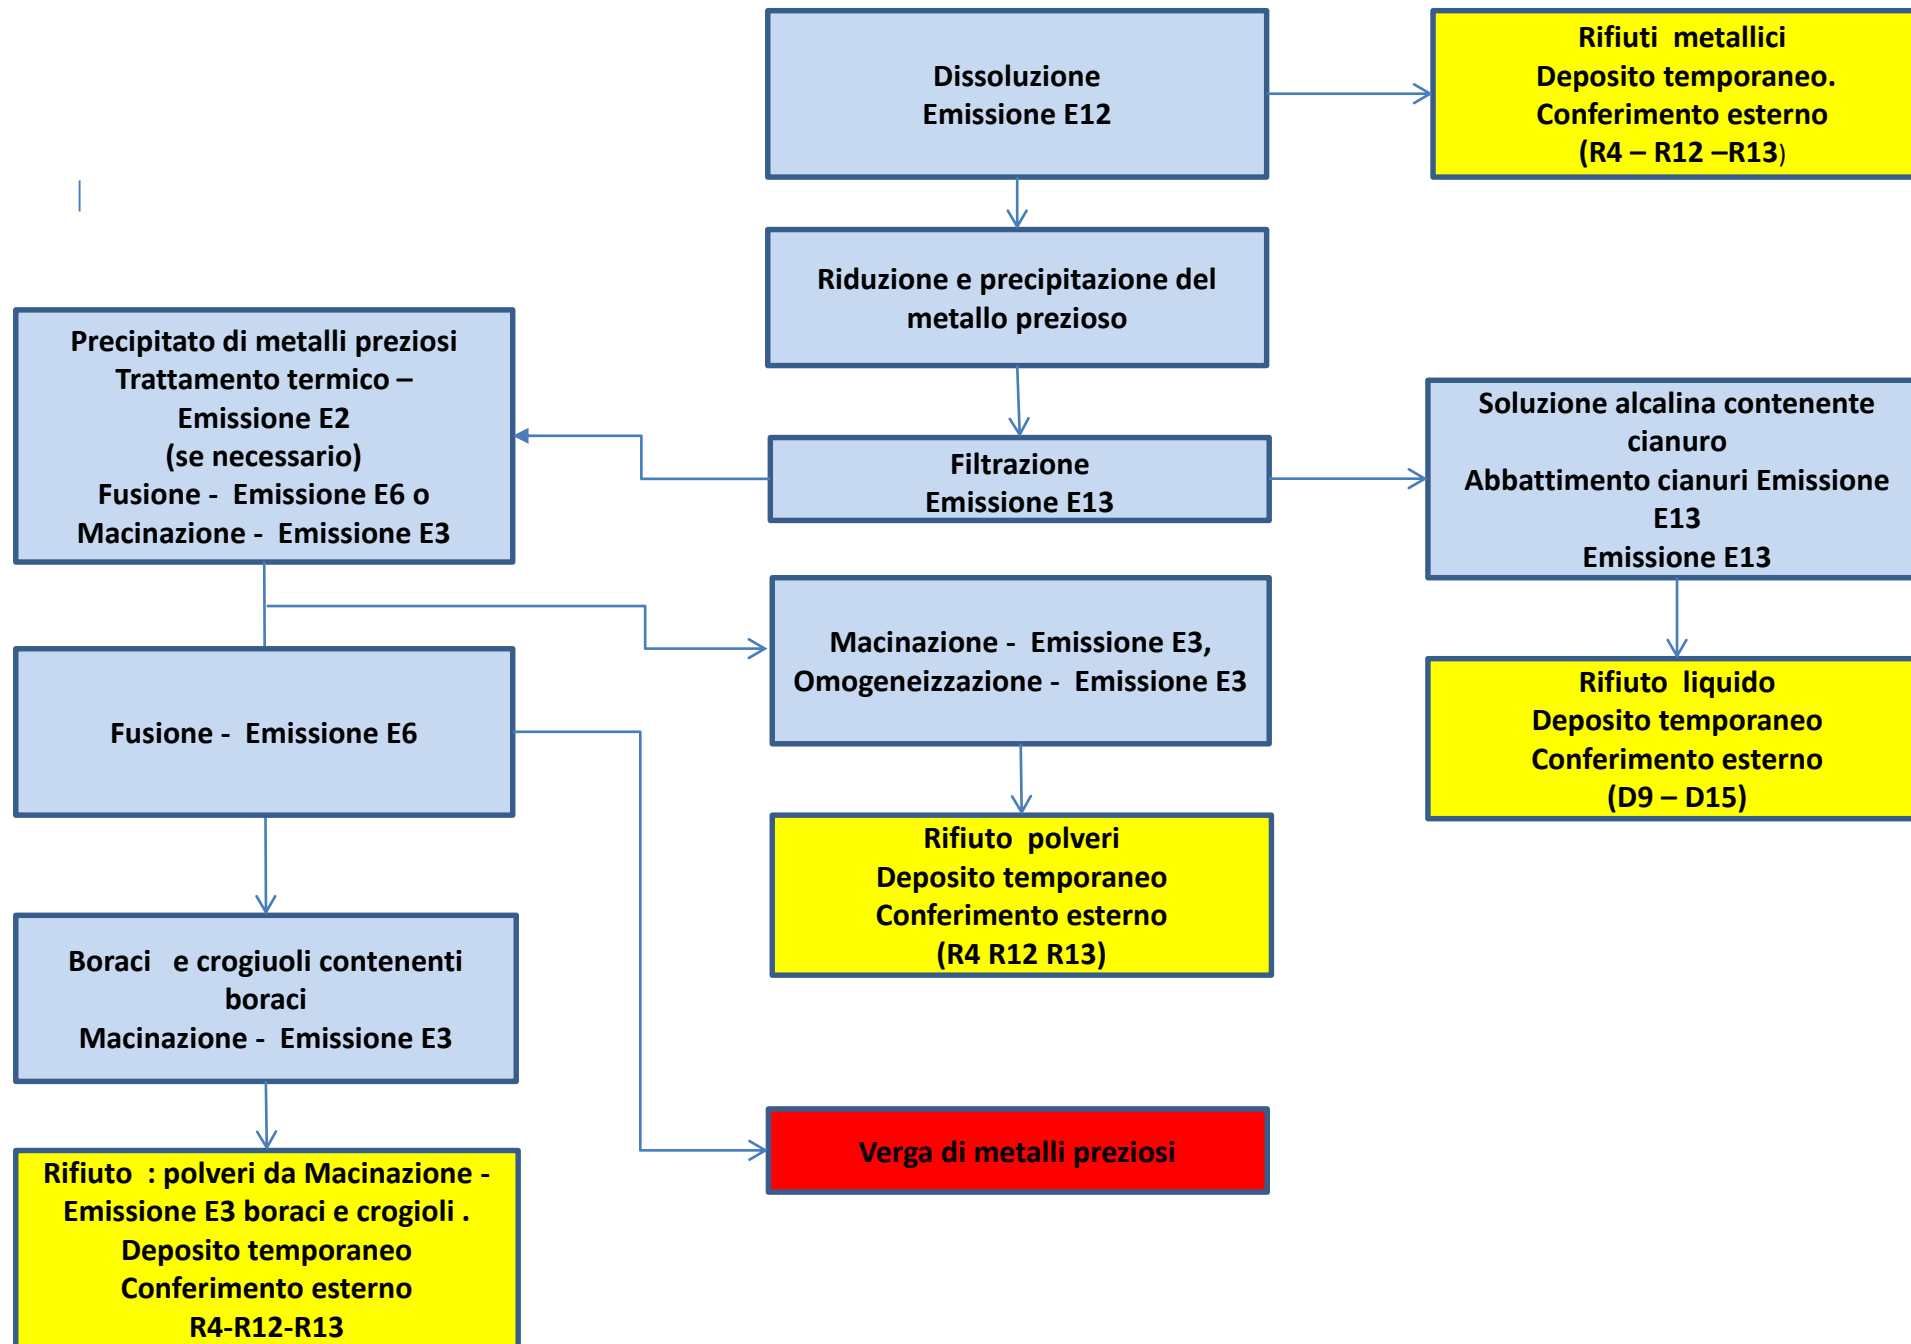 Dissoluzione
Emissione E12
Rifiuti metallici
Deposito temporaneo.
Conferimento esterno
(R4 – R12 –R13)
Riduzione e precipitazione del
metallo prezioso
Precipitato di metalli preziosi
Trattamento termico –
Emissione E2
(se necessario)
Fusione - Emissione E6 o
Macinazione - Emissione E3
Filtrazione
Emissione E13
Soluzione alcalina contenente
cianuro
Abbattimento cianuri Emissione
E13
Emissione E13
Macinazione - Emissione E3,
Omogeneizzazione - Emissione E3
Fusione - Emissione E6
Rifiuto liquido
Deposito temporaneo
Conferimento esterno
(D9 – D15)
Rifiuto polveri
Deposito temporaneo
Conferimento esterno
(R4 R12 R13)
Boraci e crogiuoli contenenti
boraci
Macinazione - Emissione E3
Verga di metalli preziosi
Rifiuto : polveri da Macinazione -
Emissione E3 boraci e crogioli .
Deposito temporaneo
Conferimento esterno
R4-R12-R13